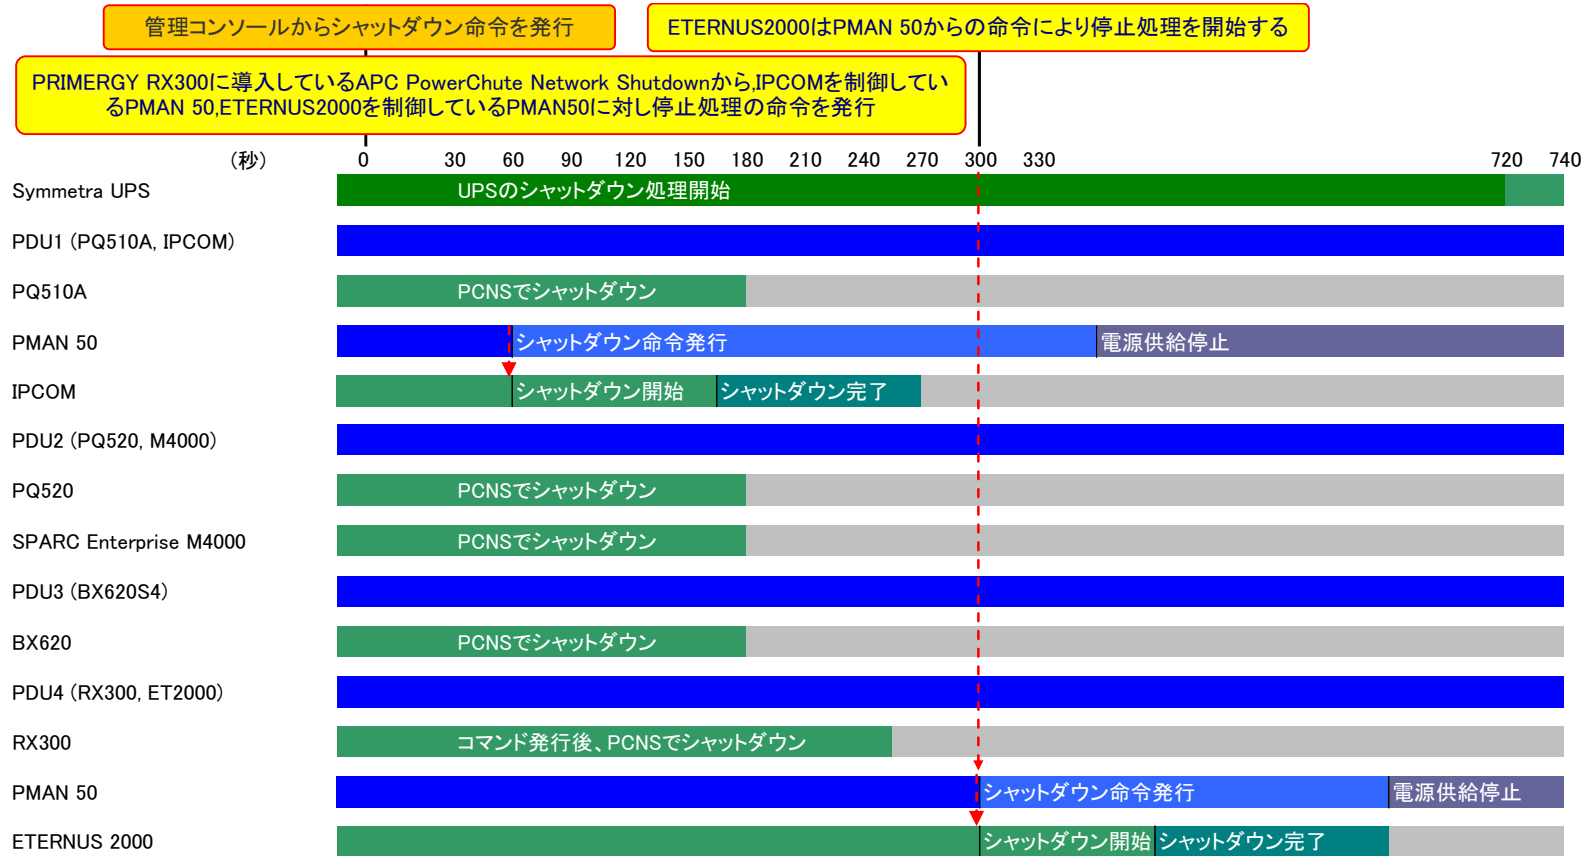 管理コンソールからシャットダウン命令を発行
ETERNUS2000はPMAN 50からの命令により停止処理を開始する
PRIMERGY RX300に導入しているAPC PowerChute Network Shutdownから,IPCOMを制御してい
るPMAN 50,ETERNUS2000を制御しているPMAN50に対し停止処理の命令を発行
(秒) 0 30 60 90 120 150 180 210 240 270 300 330 720 740
Symmetra UPS UPSのシャットダウン処理開始
PDU1 (PQ510A, IPCOM)
PQ510A PCNSでシャットダウン
PMAN 50 シャットダウン命令発行 電源供給停止
IPCOM シャットダウン開始 シャットダウン完了
PDU2 (PQ520, M4000)
PQ520 PCNSでシャットダウン
SPARC Enterprise M4000 PCNSでシャットダウン
PDU3 (BX620S4)
BX620 PCNSでシャットダウン
PDU4 (RX300, ET2000)
RX300 コマンド発行後、PCNSでシャットダウン
PMAN 50 シャットダウン命令発行 電源供給停止
ETERNUS 2000 シャットダウン開始 シャットダウン完了